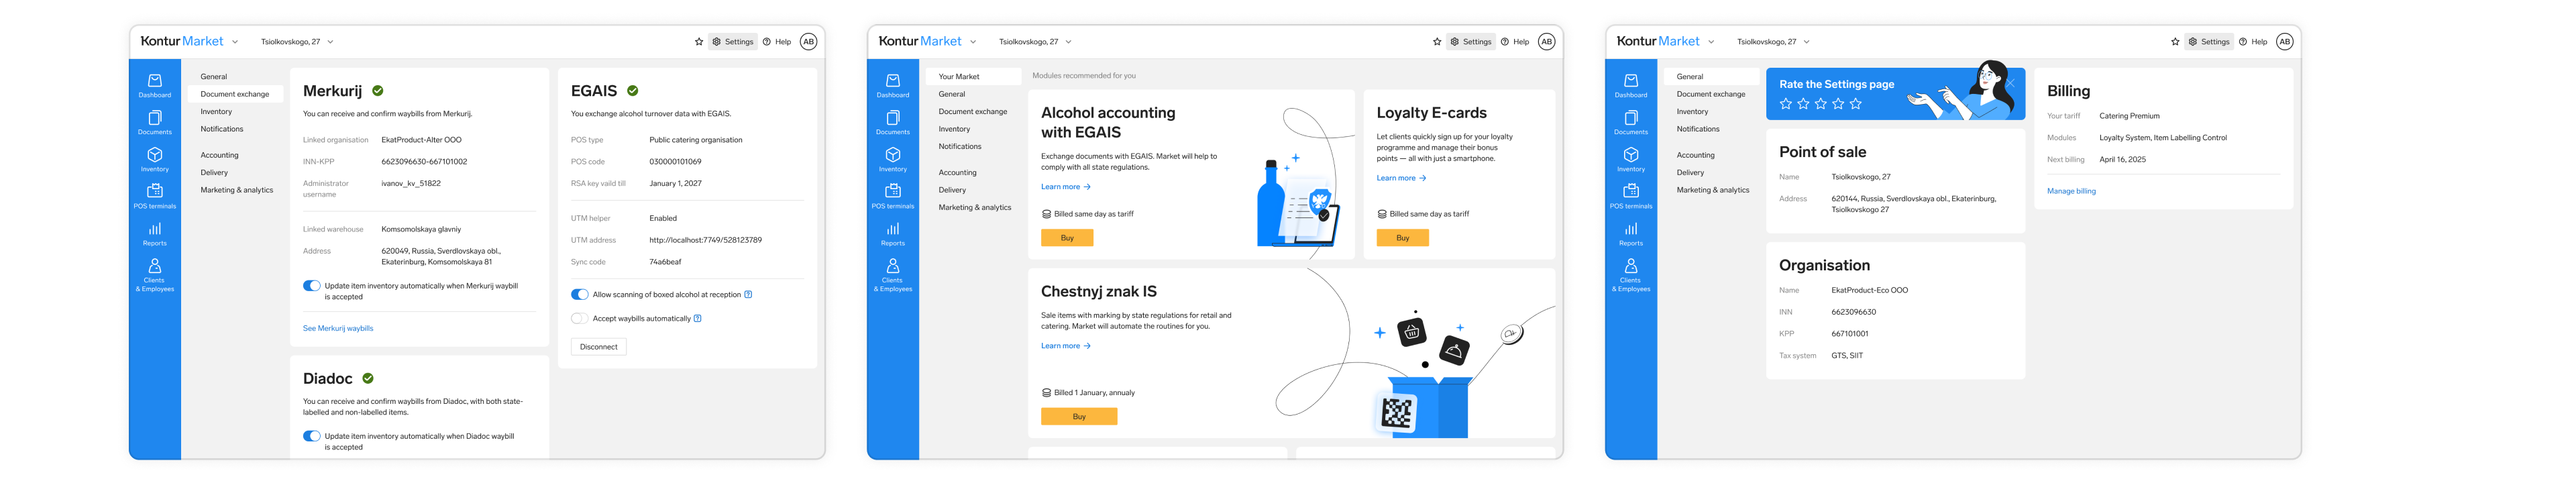 Kontur Market
Tsiolkovskogo, 27
Settings
Help
AB
Dashboard
Documents
Inventory
POS terminals
Reports
Clients
& Employees
General
Document exchange
Inventory
Notifications
Accounting
Delivery
Marketing & analytics
Merkurij
You can receive and confirm waybills from Merkurij.
Linked organisation EkatProduct-Alter OOO
INN-KPP 6623096630-667101002
Administrator username ivanov_kv_51822
Linked warehouse Komsomolskaya glavniy
Address 620049, Russia, Sverdlovskaya obl.,
Ekaterinburg, Komsomolskaya 81
Update item inventory automatically when Merkurij waybill
is accepted
See Merkurij waybills
Diadoc
You can receive and confirm waybills from Diadoc, with both state-
labelled and non-labelled items.
Update item inventory automatically when Diadoc waybill
is accepted
EGAIS
You exchange alcohol turnover data with EGAIS.
POS type Public catering organisation
POS code 030000101069
RSA key vaild till January 1, 2027
UTM helper Enabled
UTM address http://localhost:7749/528123789
Sync code 74a6beaf
Allow scanning of boxed alcohol at reception ?
Accept waybills automatically ?
Disconnect
Kontur Market
Tsiolkovskogo, 27
Settings
Help
AB
Dashboard
Documents
Inventory
POS terminals
Reports
Clients
& Employees
Your Market
General
Document exchange
Inventory
Notifications
Accounting
Delivery
Marketing & analytics
Modules recommended for you
Alcohol accounting
with EGAIS
Exchange documents with EGAIS. Market will help to
comply with all state regulations.
Learn more →
Billed same day as tariff
Buy
Loyalty E-cards
Let clients quickly sign up for your loyalty
programme and manage their bonus
points — all with just a smartphone.
Learn more →
Billed same day as tariff
Buy
Chestnyj znak IS
Sale items with marking by state regulations for retail and
catering. Market will automate the routines for you.
Learn more →
Billed 1 January, annualy
Buy
Kontur Market
Tsiolkovskogo, 27
Settings
Help
AB
Dashboard
Documents
Inventory
POS terminals
Reports
Clients
& Employees
General
Document exchange
Inventory
Notifications
Accounting
Delivery
Marketing & analytics
Rate the Settings page
Point of sale
Name Tsiolkovskogo, 27
Address 620144, Russia, Sverdlovskaya obl., Ekaterinburg,
Tsiolkovskogo 27
Organisation
Name EkatProduct-Eco OOO
INN 6623096630
KPP 667101001
Tax system GTS, SIIT
Billing
Your tariff Catering Premium
Modules Loyalty System, Item Labelling Control
Next billing April 16, 2025
Manage billing